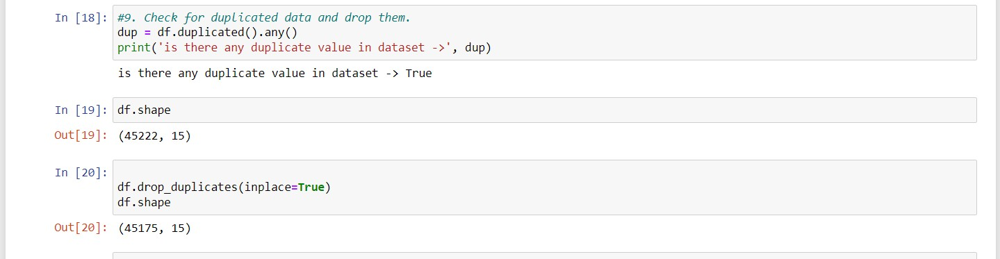 In [18]: #9. Check for duplicated data and drop them.
dup = df.duplicated().any()
print('is there any duplicate value in dataset ->', dup)
is there any duplicate value in dataset -> True
In [19]: df.shape
Out[19]: (45222, 15)
In [20]:
df.drop_duplicates(inplace=True)
df.shape
Out[20]: (45175, 15)